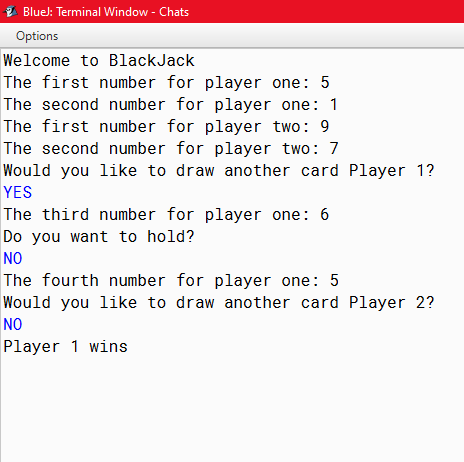 BlueJ: Terminal Window - Chats
Options
Welcome to BlackJack
The first number for player one: 5
The second number for player one: 1
The first number for player two: 9
The second number for player two: 7
Would you like to draw another card Player 1?
YES
The third number for player one: 6
Do you want to hold?
NO
The fourth number for player one: 5
Would you like to draw another card Player 2?
NO
Player 1 wins